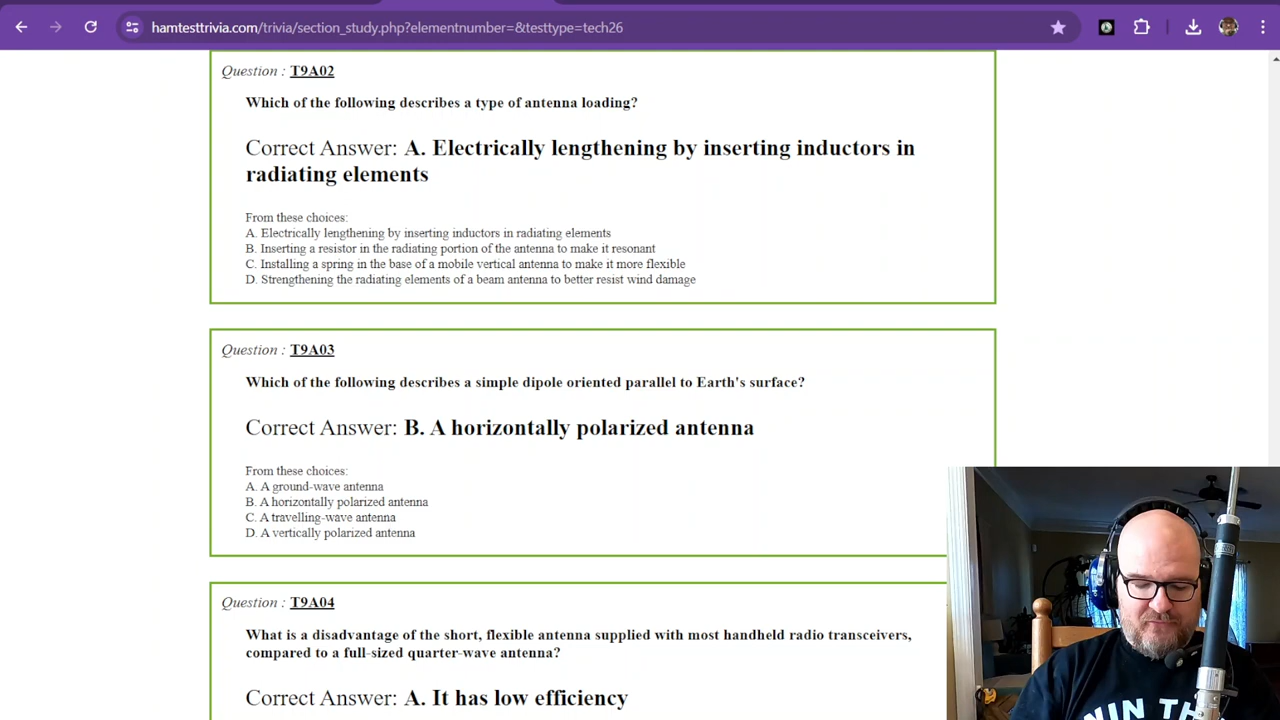 hamtesttrivia.com/trivia/section_study.php?elementnumber=&testtype=tech26
Question : T9A02
Which of the following describes a type of antenna loading?
Correct Answer: A. Electrically lengthening by inserting inductors in
radiating elements
From these choices:
A. Electrically lengthening by inserting inductors in radiating elements
B. Inserting a resistor in the radiating portion of the antenna to make it resonant
C. Installing a spring in the base of a mobile vertical antenna to make it more flexible
D. Strengthening the radiating elements of a beam antenna to better resist wind damage
Question : T9A03
Which of the following describes a simple dipole oriented parallel to Earth's surface?
Correct Answer: B. A horizontally polarized antenna
From these choices:
A. A ground-wave antenna
B. A horizontally polarized antenna
C. A travelling-wave antenna
D. A vertically polarized antenna
Question : T9A04
What is a disadvantage of the short, flexible antenna supplied with most handheld radio transceivers,
compared to a full-sized quarter-wave antenna?
Correct Answer: A. It has low efficiency